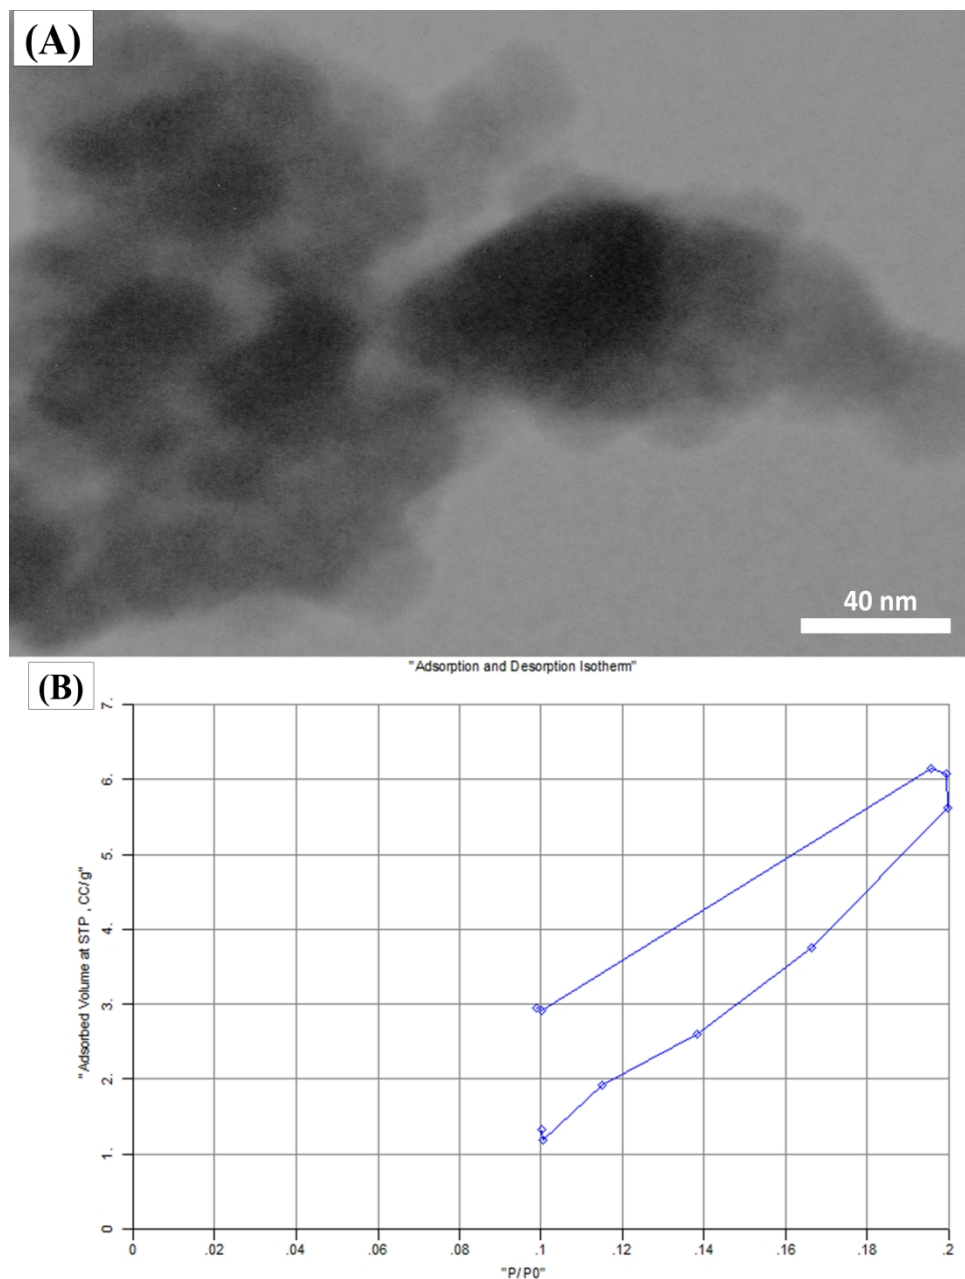 (A)
40 nm
"Adsorption and Desorption Isotherm"
(B)
7.
6.
5.
4.
3.
2.
1.
0
"Adsorbed Volume at STP , CC/g"
0 .02 .04 .06 .08 .1 .12 .14 .16 .18 .2
"P/P0"